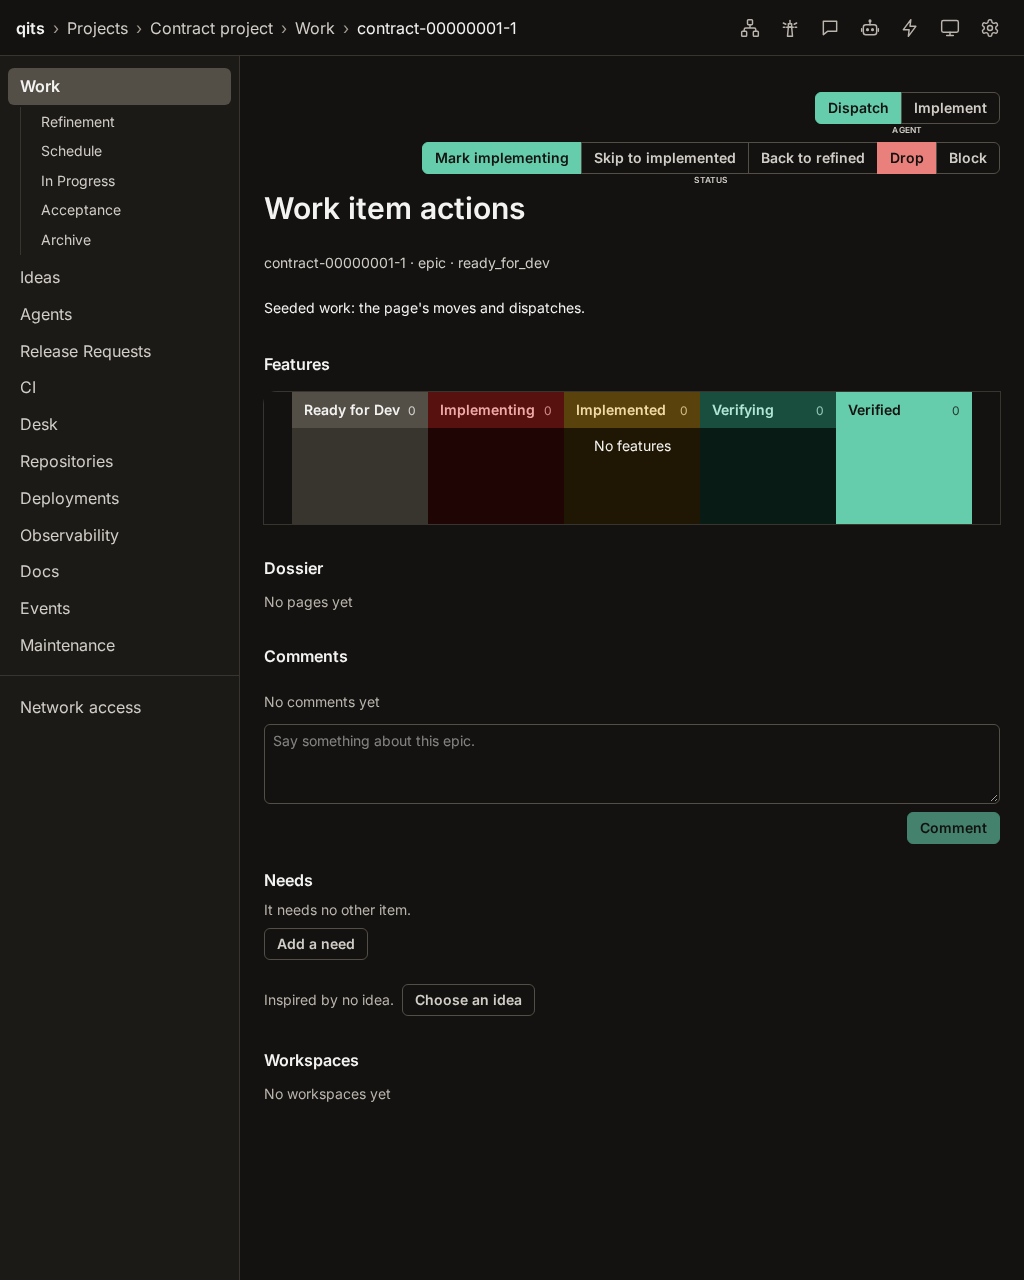 qits › Projects › Contract project › Work › contract-00000001-1
Work
Refinement
Schedule
In Progress
Acceptance
Archive
Ideas
Agents
Release Requests
CI
Desk
Repositories
Deployments
Observability
Docs
Events
Maintenance
Network access
Dispatch Implement
AGENT
Mark implementing Skip to implemented Back to refined Drop Block
STATUS
Work item actions
contract-00000001-1 · epic · ready_for_dev
Seeded work: the page's moves and dispatches.
Features
Ready for Dev 0 Implementing 0 Implemented 0 Verifying 0 Verified 0
No features
Dossier
No pages yet
Comments
No comments yet
Say something about this epic.
Comment
Needs
It needs no other item.
Add a need
Inspired by no idea. Choose an idea
Workspaces
No workspaces yet